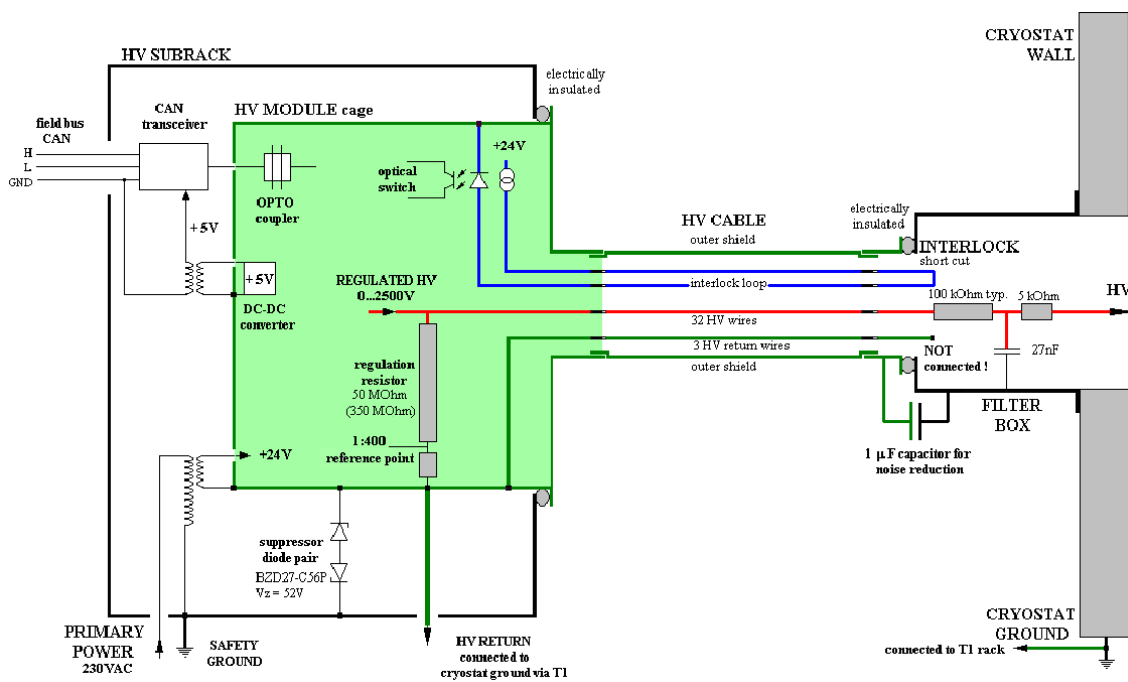 CRYOSTAT
WALL
HV SUBRACK
electrically
insulated
HV MODULE cage
CAN
transceiver
field bus
CAN
H
L
GND
+24V
optical
switch
OPTO
coupler
+5V
+5V
DC-DC
converter
HV CABLE
outer shield
electrically
insulated
INTERLOCK
short cut
interlock loop
REGULATED HV
0...2500V
100 kOhm typ.
5 kOhm
HV
32 HV wires
3 HV return wires
outer shield
NOT
connected !
27nF
regulation
resistor
50 MOhm
(350 MOhm)
1:400
reference point
FILTER
BOX
1 µF capacitor for
noise reduction
+24V
suppressor
diode pair
BZD27-C56P
Vz = 52V
PRIMARY
POWER
230VAC
SAFETY
GROUND
HV RETURN
connected to
cryostat ground via T1
CRYOSTAT
GROUND
connected to T1 rack